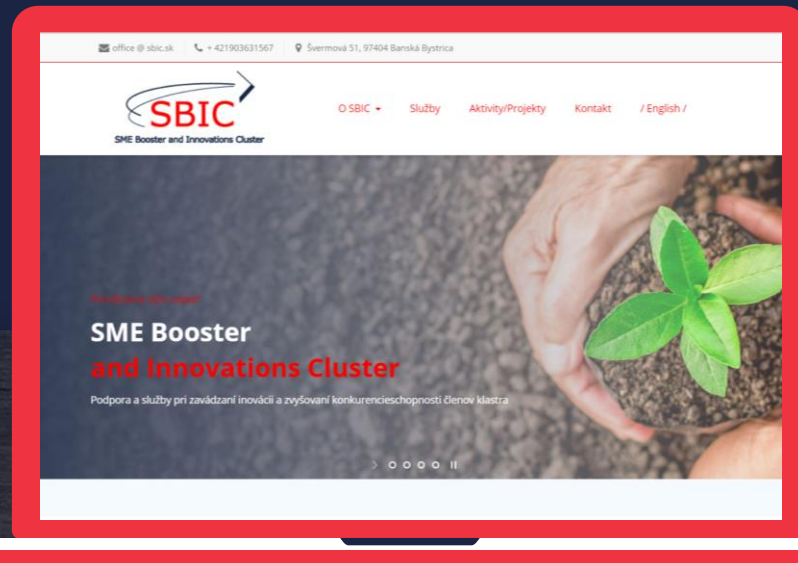 office @ sbic.sk + 421903631567 Švermová 51, 97404 Banská Bystrica
SBIC
SME Booster and Innovations Cluster
O SBIC Služby Aktivity/Projekty Kontakt / English /
SME Booster
and Innovations Cluster
Podpora a služby pri zavádzaní inovácii a zvyšovaní konkurencieschopnosti členov klastra